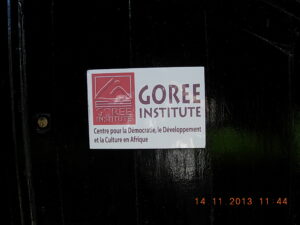 GOREE
INSTITUTE
GOREE
INSTITUTE
Centre pour la Démocratie, le Développement
et la Culture en Afrique
14 11 2013 11:44